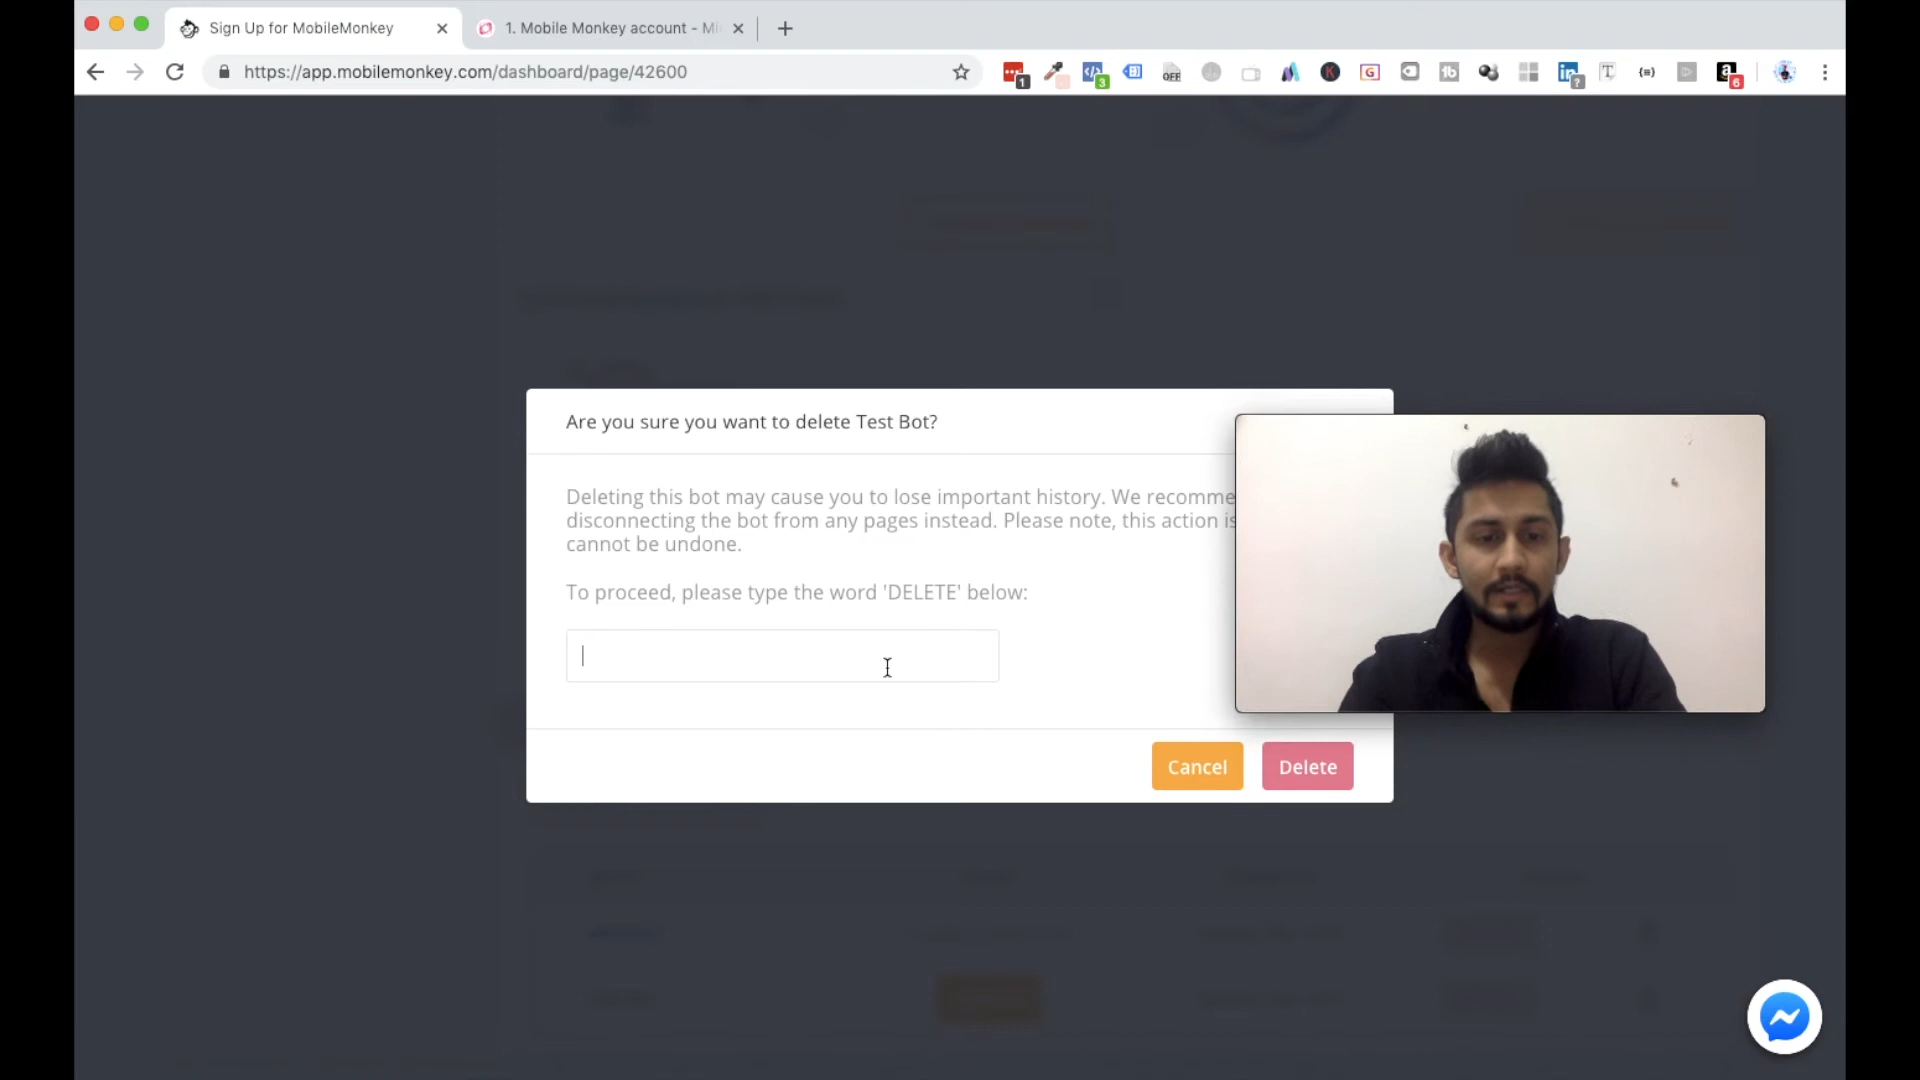 Sign Up for MobileMonkey
1. Mobile Monkey account - Mi
https://app.mobilemonkey.com/dashboard/page/42600
Are you sure you want to delete Test Bot?
Deleting this bot may cause you to lose important history. We recomme
disconnecting the bot from any pages instead. Please note, this action is
cannot be undone.
To proceed, please type the word 'DELETE' below:
Cancel
Delete